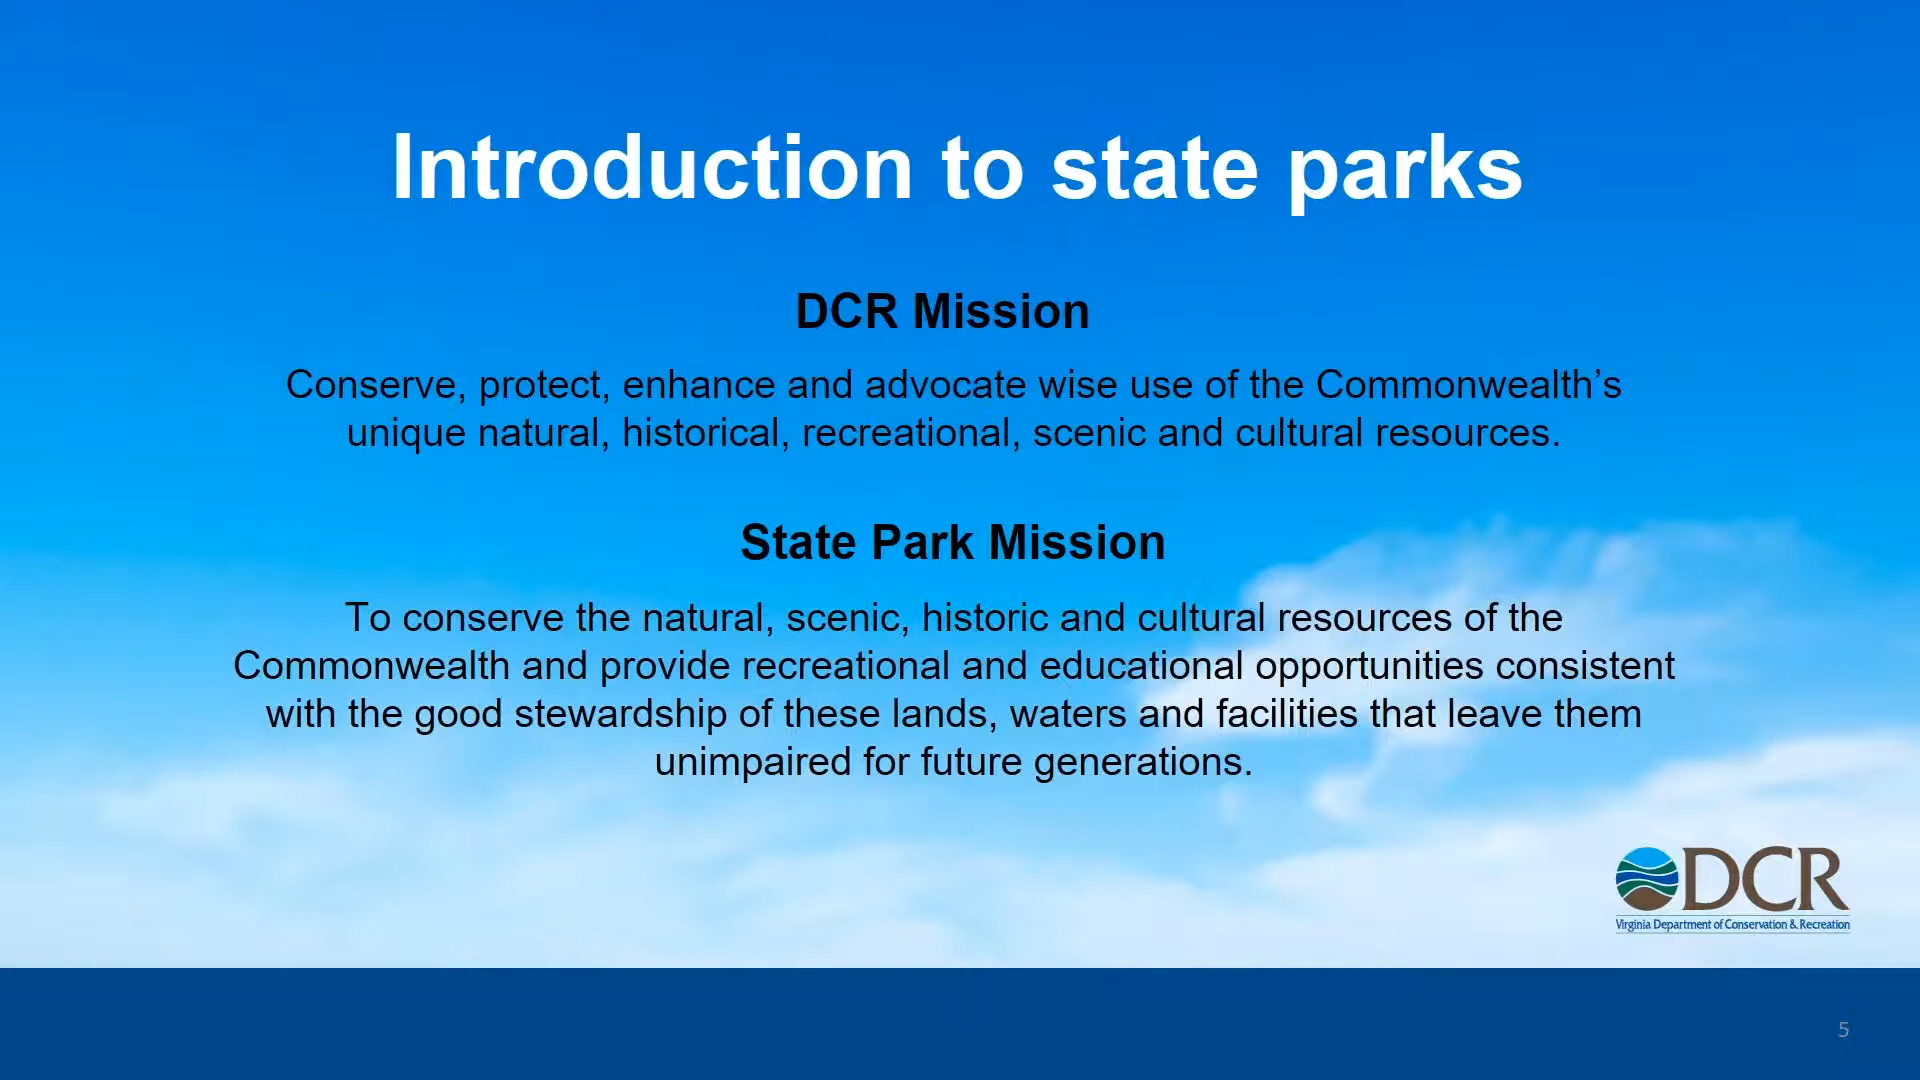 Introduction to state parks
DCR Mission
Conserve, protect, enhance and advocate wise use of the Commonwealth’s
unique natural, historical, recreational, scenic and cultural resources.
State Park Mission
To conserve the natural, scenic, historic and cultural resources of the
Commonwealth and provide recreational and educational opportunities consistent
with the good stewardship of these lands, waters and facilities that leave them
unimpaired for future generations.
DCR
Virginia Department of Conservation & Recreation
5